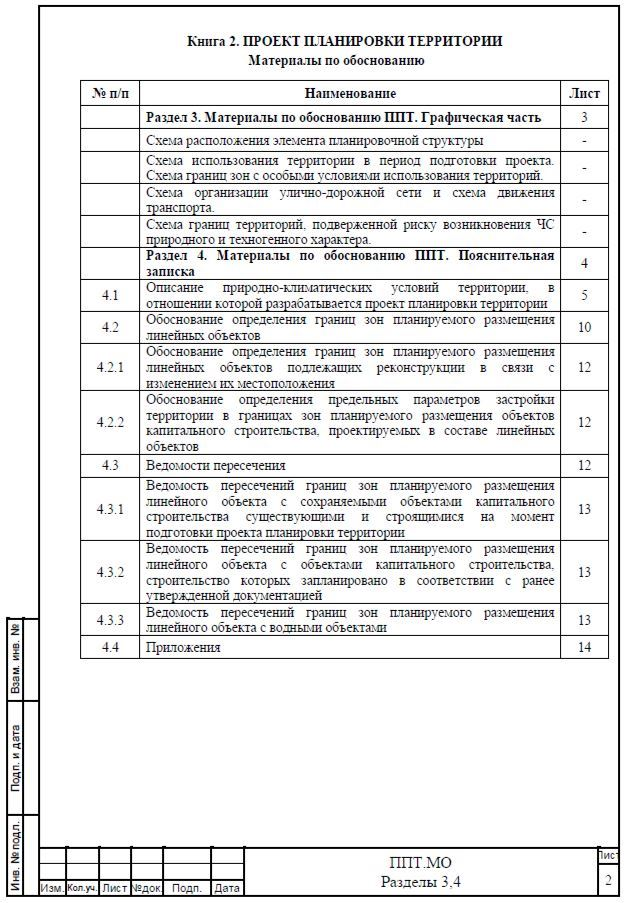 Книга 2. ПРОЕКТ ПЛАНИРОВКИ ТЕРРИТОРИИ
Материалы по обоснованию
№ п/п Наименование Лист
Раздел 3. Материалы по обоснованию ППТ. Графическая часть 3
Схема расположения элемента планировочной структуры -
Схема использования территории в период подготовки проекта.
Схема границ зон с особыми условиями использования территорий. -
Схема организации улично-дорожной сети и схема движения
транспорта. -
Схема границ территорий, подверженной риску возникновения ЧС
природного и техногенного характера. -
Раздел 4. Материалы по обоснованию ППТ. Пояснительная
записка 4
4.1 Описание природно-климатических условий территории, в
отношении которой разрабатывается проект планировки территории 5
4.2 Обоснование определения границ зон планируемого размещения
линейных объектов 10
Обоснование определения границ зон планируемого размещения
4.2.1 линейных объектов подлежащих реконструкции в связи с 12
изменением их местоположения
Обоснование определения предельных параметров застройки
4.2.2 территории в границах зон планируемого размещения объектов 12
капитального строительства, проектируемых в составе линейных
объектов
4.3 Ведомости пересечения 12
Ведомость пересечений границ зон планируемого размещения
4.3.1 линейного объекта с сохраняемыми объектами капитального 13
строительства существующими и строящимися на момент
подготовки проекта планировки территории
Ведомость пересечений границ зон планируемого размещения
4.3.2 линейного объекта с объектами капитального строительства, 13
строительство которых запланировано в соответствии с ранее
утвержденной документацией
4.3.3 Ведомость пересечений границ зон планируемого размещения 13
линейного объекта с водными объектами
4.4 Приложения 14
Взам. инв. №
Подп. и дата
Инв. № подл.
Изм. Кол.уч. Лист №док. Подп. Дата
ППТ.МО
Разделы 3,4
Лист
2